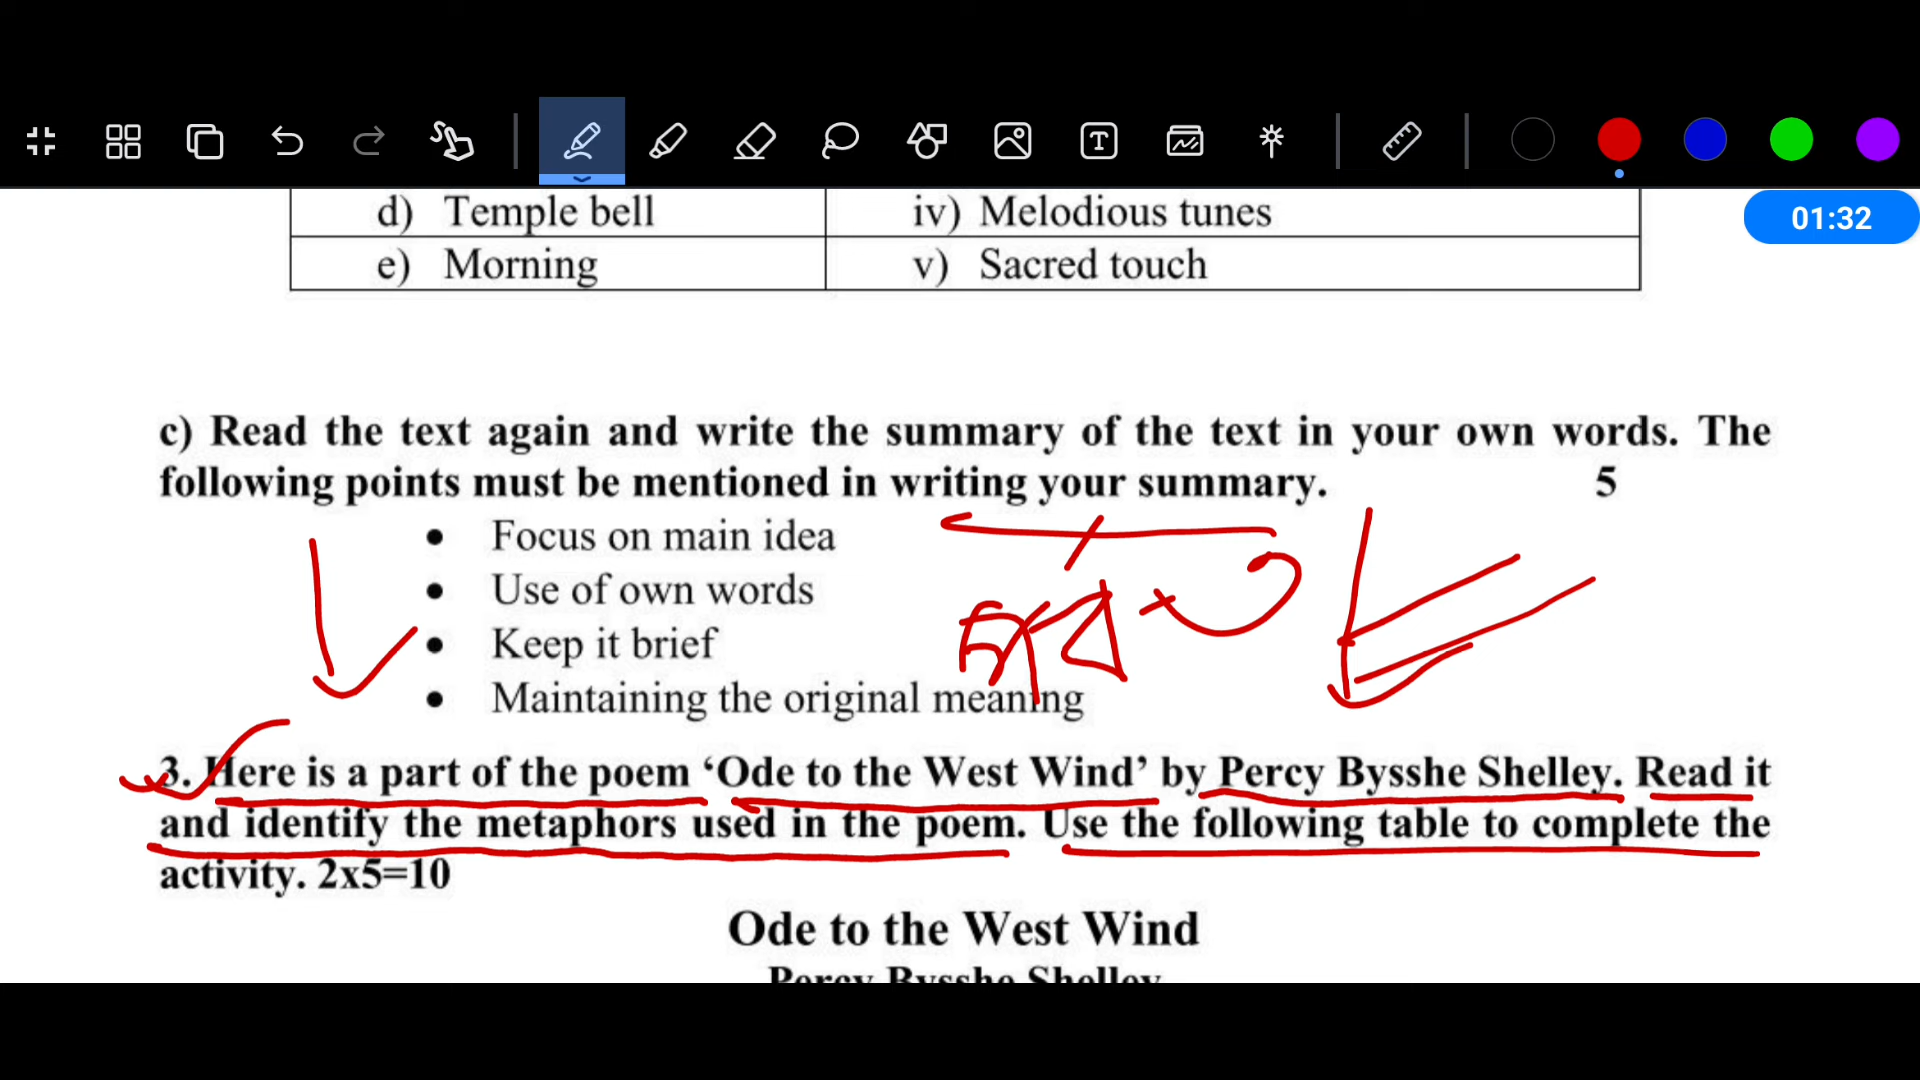 01:32
d) Temple bell iv) Melodious tunes
e) Morning v) Sacred touch
c) Read the text again and write the summary of the text in your own words. The
following points must be mentioned in writing your summary. 5
• Focus on main idea
• Use of own words
• Keep it brief
• Maintaining the original meaning
3. Here is a part of the poem ‘Ode to the West Wind’ by Percy Bysshe Shelley. Read it
and identify the metaphors used in the poem. Use the following table to complete the
activity. 2x5=10
Ode to the West Wind
Percy Bysshe Shelley